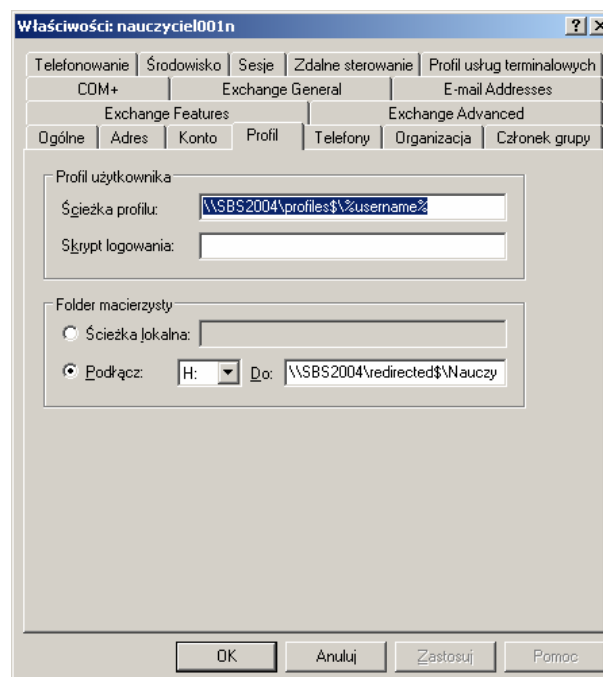 Właściwości: nauczyciel001n
Telefonowanie Środowisko Sesje Zdalne sterowanie Profil usług terminalowych
COM+ Exchange General E-mail Addresses
Exchange Features Exchange Advanced
Ogólne Adres Konto Profil Telefony Organizacja Członek grupy
Profil użytkownika
Ścieżka profilu: \\SBS2004\profiles$\%username%
Skrypt logowania:
Folder macierzysty
Ścieżka lokalna:
Podłącz: H: Do: \\SBS2004\redirected$\Nauczy
OK Anuluj Zastosuj Pomoc